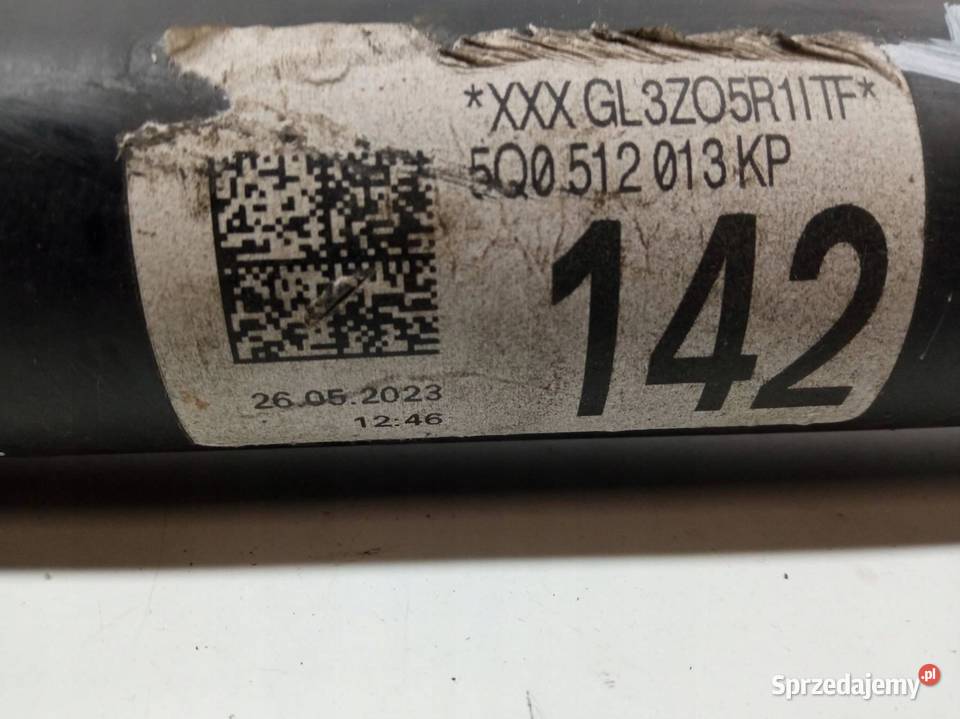 *XXX GL3ZO5R1ITF*
5Q0 512 013 KP
142
26.05.2023
12:46
Sprzedajemy.pl